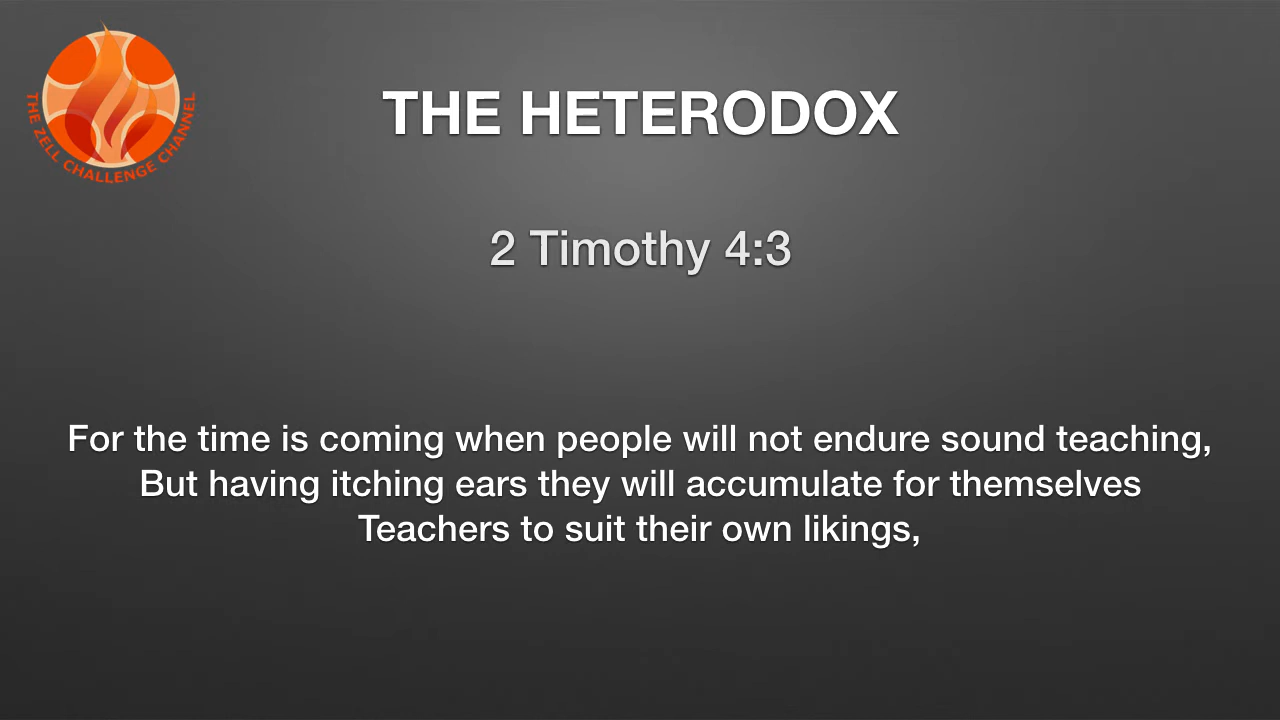 THE ZELL CHALLENGE CHANNEL
THE HETERODOX
2 Timothy 4:3
For the time is coming when people will not endure sound teaching,
But having itching ears they will accumulate for themselves
Teachers to suit their own likings,